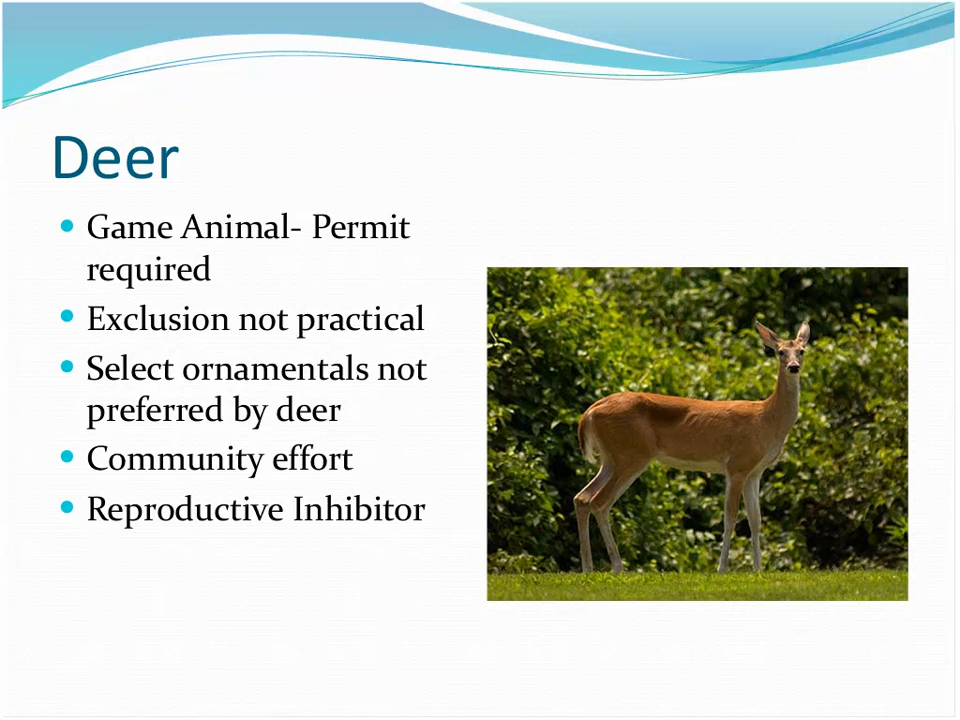 Deer
Game Animal- Permit
required
Exclusion not practical
Select ornamentals not
preferred by deer
Community effort
Reproductive Inhibitor